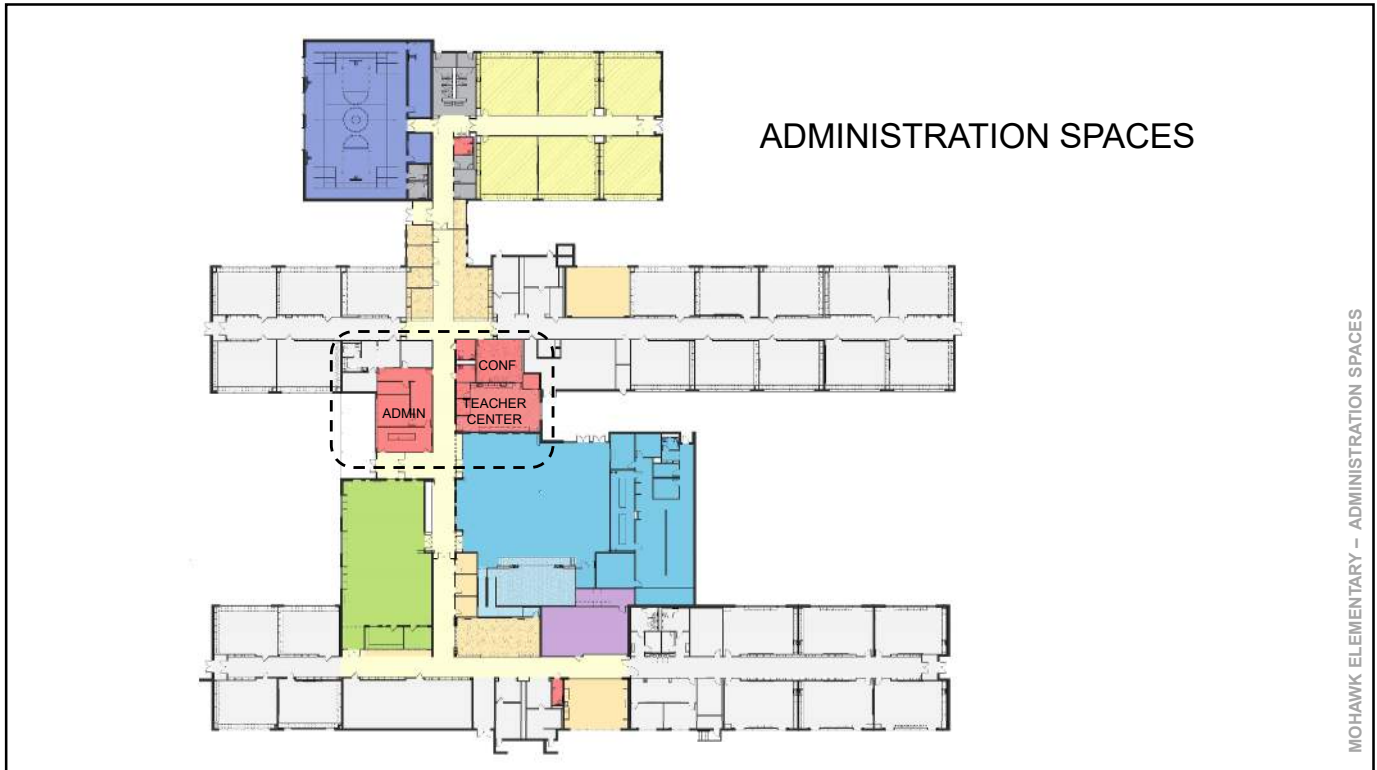 ADMINISTRATION SPACES
CONF
ADMIN
TEACHER
CENTER
MOHAWK ELEMENTARY – ADMINISTRATION SPACES